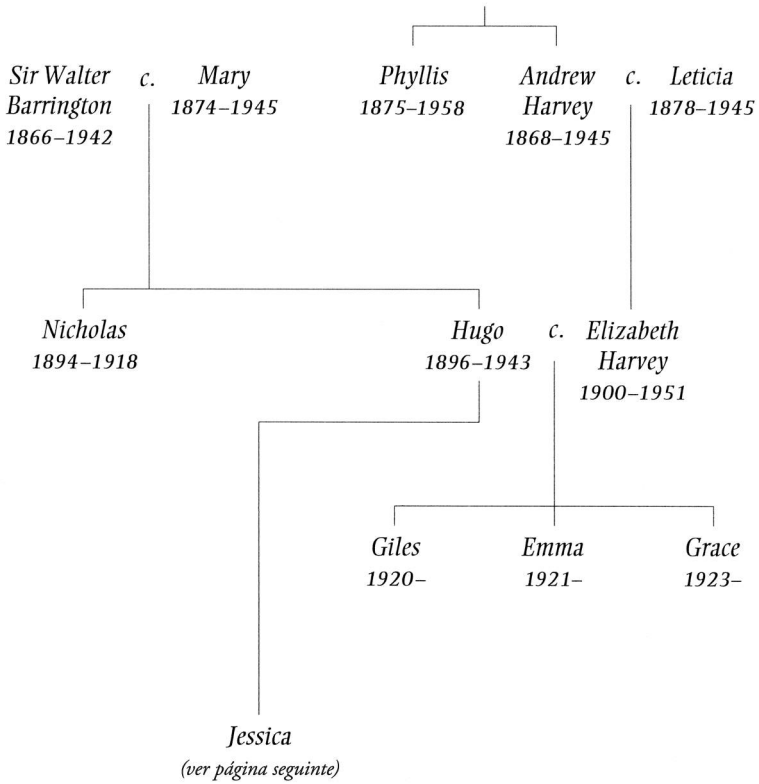 Sir Walter c. Mary Phyllis Andrew c. Leticia
Barrington 1874–1945 1875–1958 Harvey 1878–1945
1866–1942 1868–1945
Nicholas Hugo c. Elizabeth
1894–1918 1896–1943 Harvey
1900–1951
Giles Emma Grace
1920– 1921– 1923–
Jessica
(ver página seguinte)